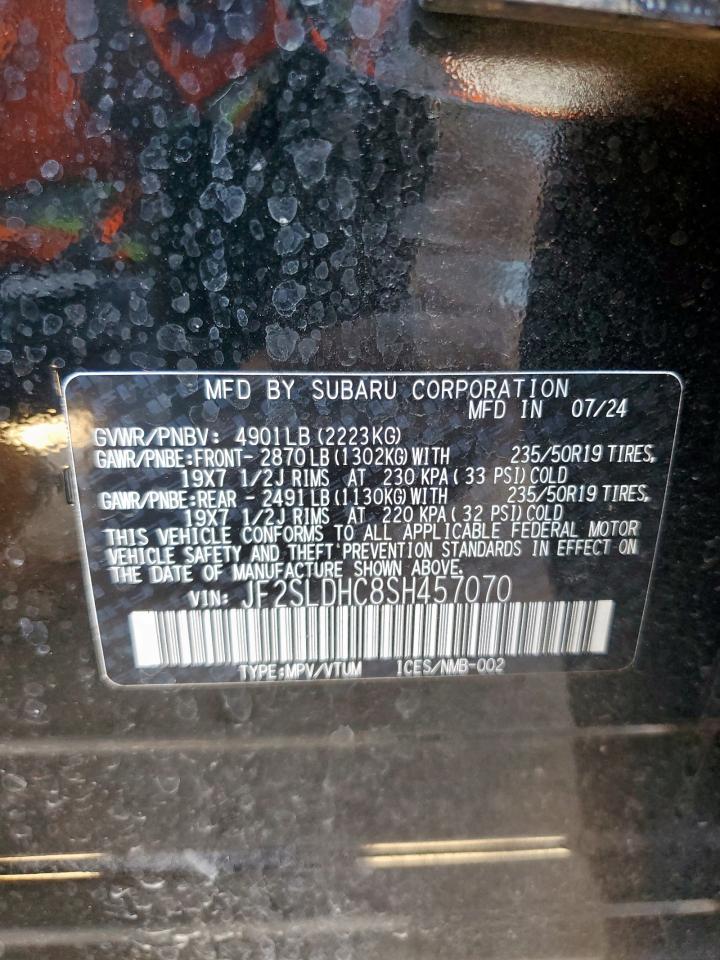 MFD BY SUBARU CORPORATION
MFD IN 07/24
GVWR/PNBV: 4901LB (2223KG)
GAWR/PNBE:FRONT- 2870LB (1302KG) WITH 235/50R19 TIRES,
19X7 1/2J RIMS AT 230 KPA (33 PSI) COLD
GAWR/PNBE:REAR - 2491LB (1130KG) WITH 235/50R19 TIRES,
19X7 1/2J RIMS AT 220 KPA (32 PSI) COLD
THIS VEHICLE CONFORMS TO ALL APPLICABLE FEDERAL MOTOR
VEHICLE SAFETY AND THEFT PREVENTION STANDARDS IN EFFECT ON
THE DATE OF MANUFACTURE SHOWN ABOVE.
VIN: JF2SLDHC8SH457070
TYPE:MPV/VTUM ICES/NMB-002